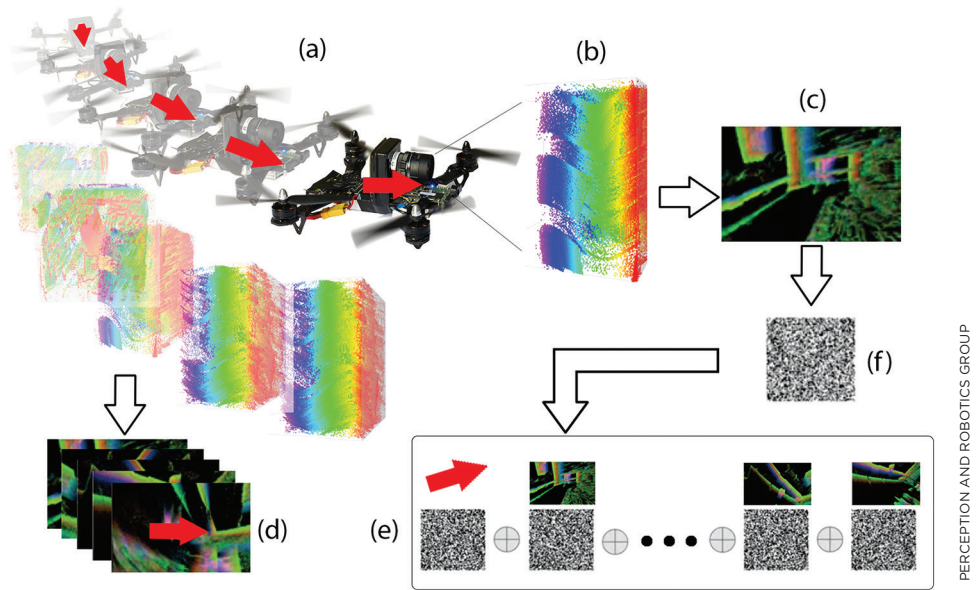 (a)
(b)
(c)
(d)
(e)
(f)
PERCEPTION AND ROBOTICS GROUP